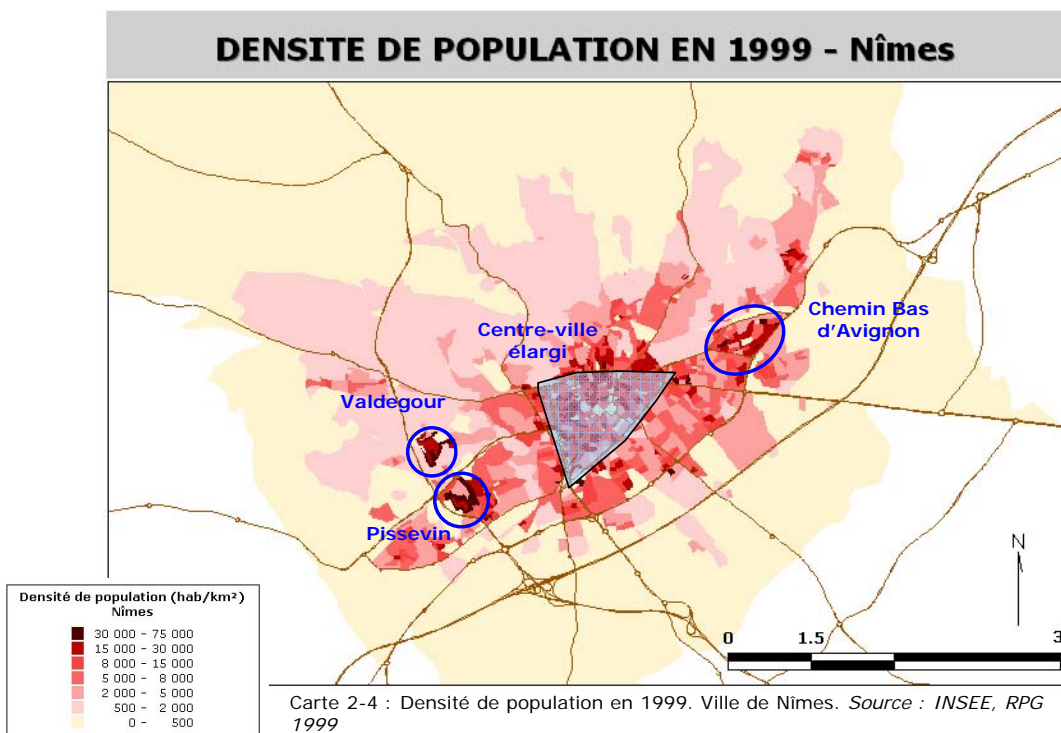 DENSITE DE POPULATION EN 1999 - Nîmes
Chemin Bas
d'Avignon
Centre-ville
élargi
Valdegour
Pissevin
N
0 1.5 3
Densité de population (hab/km²)
Nîmes
30 000 - 75 000
15 000 - 30 000
8 000 - 15 000
5 000 - 8 000
2 000 - 5 000
500 - 2 000
0 - 500
Carte 2-4 : Densité de population en 1999. Ville de Nîmes. Source : INSEE, RPG
1999